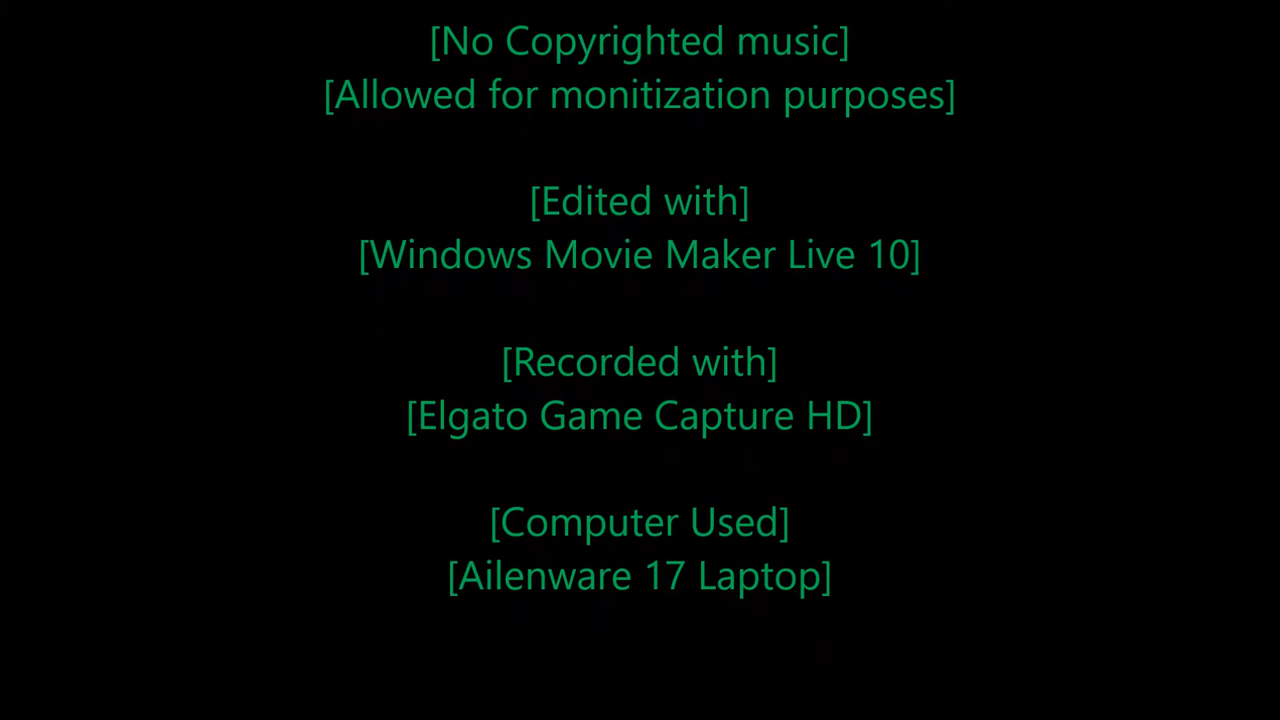 [No Copyrighted music]
[Allowed for monitization purposes]
[Edited with]
[Windows Movie Maker Live 10]
[Recorded with]
[Elgato Game Capture HD]
[Computer Used]
[Ailenware 17 Laptop]